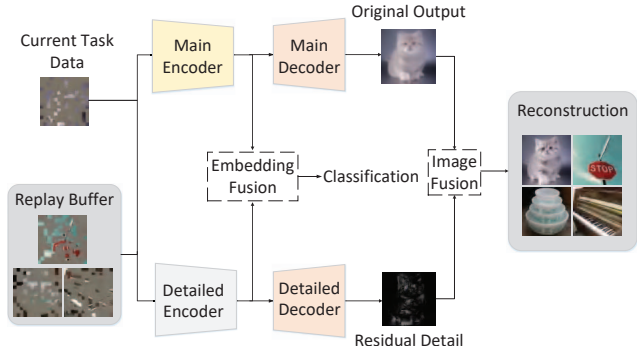 Original Output
Current Task
Data
Main
Encoder
Main
Decoder
Reconstruction
STOP
Embedding
Fusion
Classification
Image
Fusion
Replay Buffer
Detailed
Encoder
Detailed
Decoder
Residual Detail